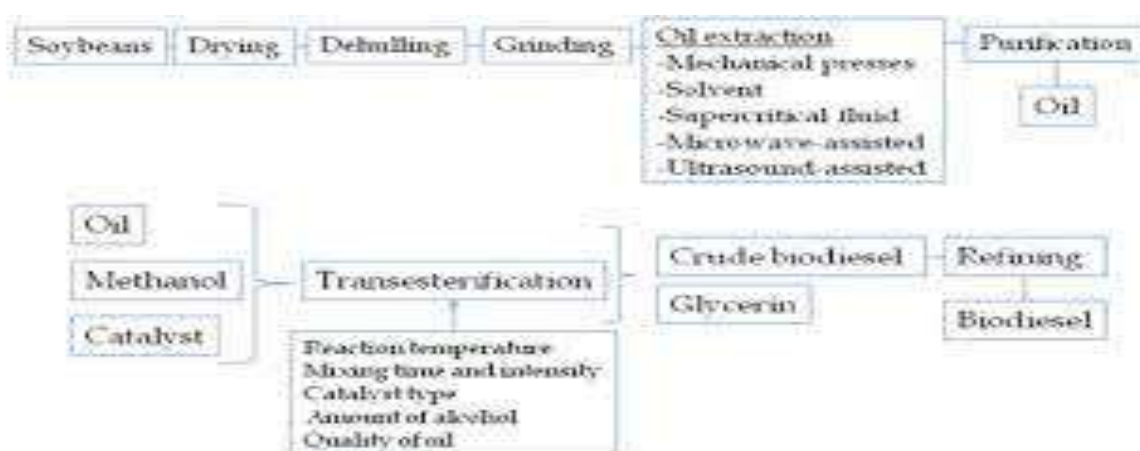 Soybeans
Drying
Dehulling
Grinding
Oil extraction
-Mechanical presses
-Solvent
-Supercritical fluid
-Microwave-assisted
-Ultrasound-assisted
Purification
Oil
Oil
Methanol
Catalyst
Transesterification
Reaction temperature
Mixing time and intensity
Catalyst type
Amount of alcohol
Quality of oil
Crude biodiesel
Glycerin
Refining
Biodiesel